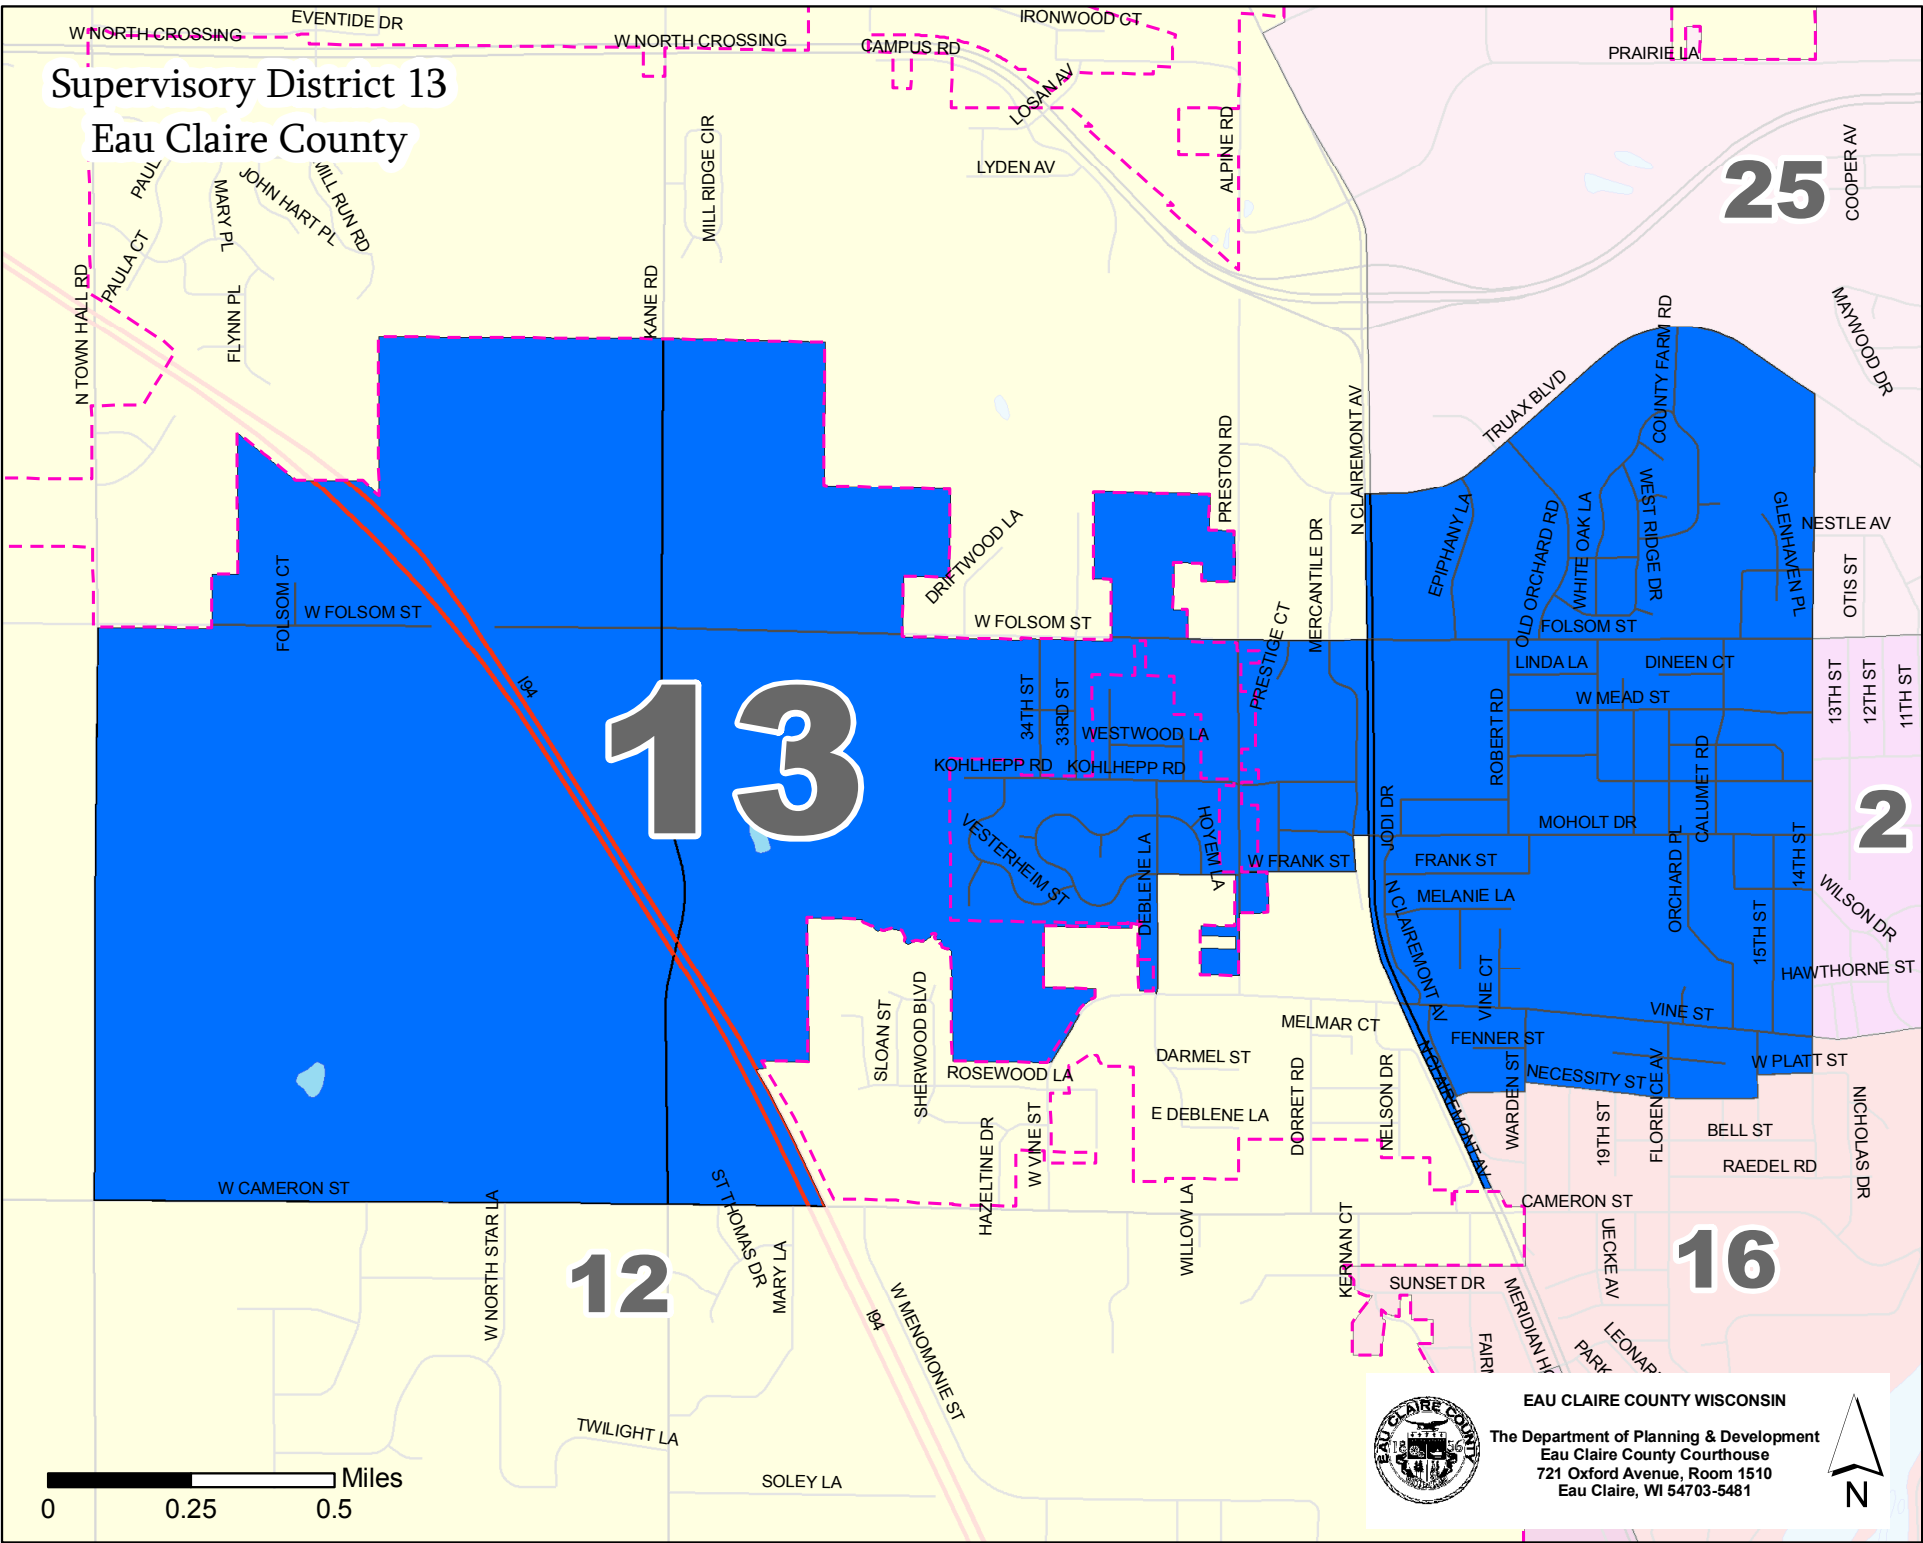 EVENTIDE DR
IRONWOOD CT
W NORTH CROSSING
W NORTH CROSSING
CAMPUS RD
PRAIRIE LA
Supervisory District 13
Eau Claire County
LOSAN AV
ALPINE RD
MILL RIDGE CIR
LYDEN AV
COOPER AV
25
PAUL
MARY PL
JOHN HART PL
MILL RUN RD
PAULA CT
N TOWN HALL RD
FLYNN PL
KANE RD
MAYWOOD DR
COUNTY FARM RD
TRUAX BLVD
N CLAIREMONT AV
PRESTON RD
MERCANTILE DR
DRIFTWOOD LA
EPIPHANY LA
OLD ORCHARD RD
WHITE OAK LA
WEST RIDGE DR
GLENHAVEN PL
NESTLE AV
OTIS ST
FOLSOM CT
W FOLSOM ST
W FOLSOM ST
FOLSOM ST
PRESTIGE CT
LINDA LA
DINEEN CT
W MEAD ST
13TH ST
12TH ST
11TH ST
I94
13
34TH ST
33RD ST
WESTWOOD LA
ROBERT RD
CALUMET RD
KOHLHEPP RD
KOHLHEPP RD
JODI DR
MOHOLT DR
2
VESTERHEIM ST
DEBLENE LA
HOYEM LA
W FRANK ST
FRANK ST
MELANIE LA
ORCHARD PL
14TH ST
15TH ST
WILSON DR
HAWTHORNE ST
N CLAIREMONT AV
VINE CT
VINE ST
SLOAN ST
SHERWOOD BLVD
MELMAR CT
FENNER ST
DARMEL ST
ROSEWOOD LA
W PLATT ST
N CLAIREMONT AV
WARDEN ST
NECESSITY ST
FLORENCE AV
E DEBLENE LA
DORRET RD
NELSON DR
HAZELTINE DR
W VINE ST
19TH ST
BELL ST
RAEDEL RD
NICHOLAS DR
W CAMERON ST
CAMERON ST
W NORTH STAR LA
ST THOMAS DR
MARY LA
12
WILLOW LA
KERNAN CT
UECKE AV
16
SUNSET DR
I94
W MENOMONIE ST
MERIDIAN HC
FAIRN
PARK
LEONAR
TWILIGHT LA
SOLEY LA
Miles
0 0.25 0.5
EAU CLAIRE COUNTY
18 56
EAU CLAIRE COUNTY WISCONSIN
The Department of Planning & Development
Eau Claire County Courthouse
721 Oxford Avenue, Room 1510
Eau Claire, WI 54703-5481
N